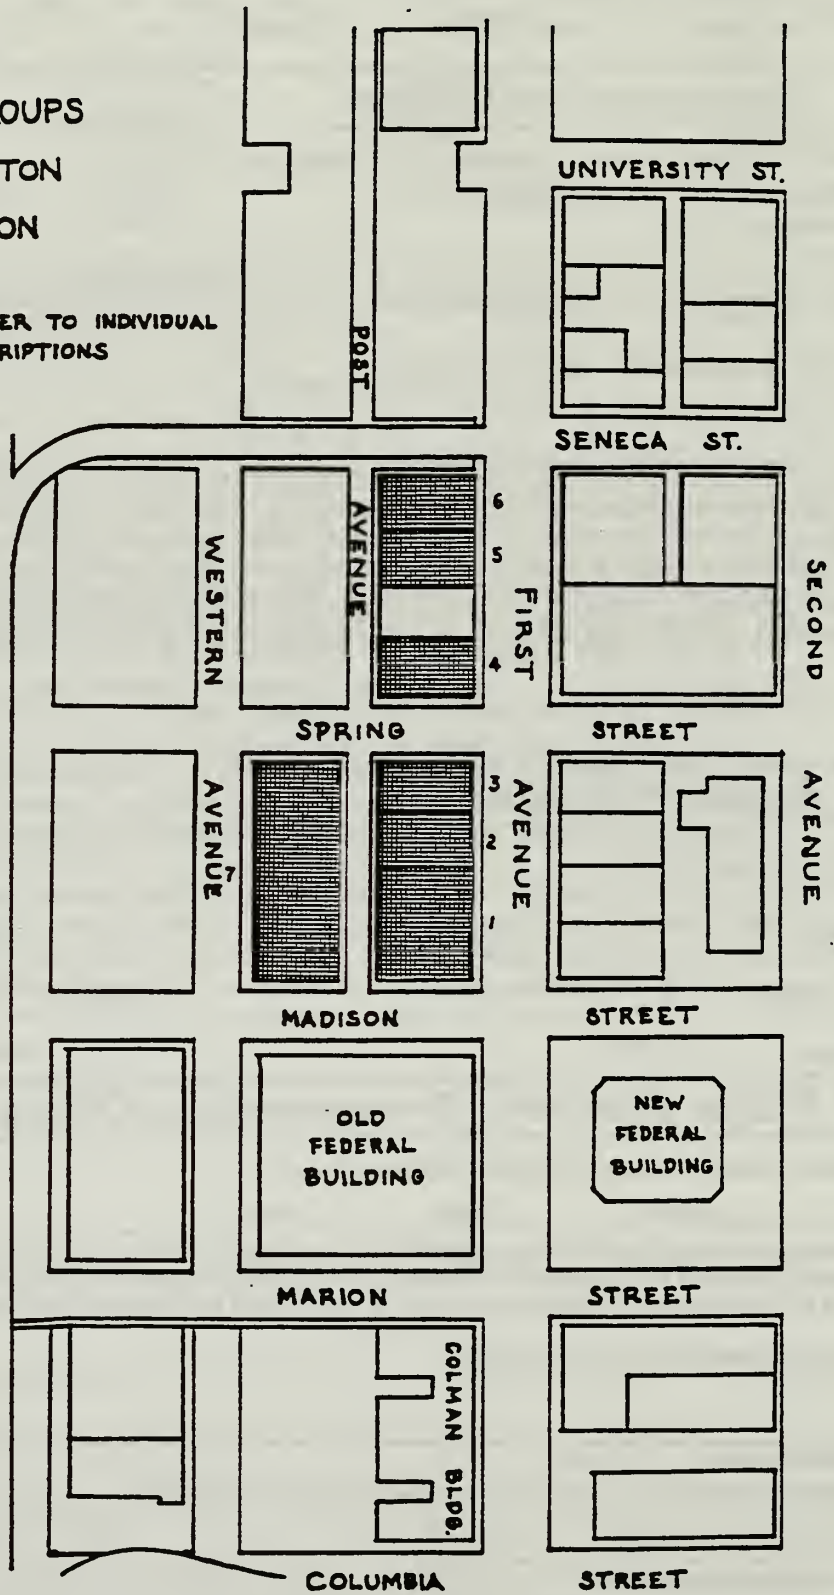 OUPS
TON
ON
ER TO INDIVIDUAL
RIPTIONS
UNIVERSITY ST.
POST
SENECA ST.
WESTERN
AVENUE
6
5
4
FIRST
SECOND
SPRING
STREET
AVENUE
7
3
2
1
AVENUE
AVENUE
MADISON
STREET
OLD
FEDERAL
BUILDING
NEW
FEDERAL
BUILDING
MARION
STREET
COLMAN BLDG.
COLUMBIA
STREET